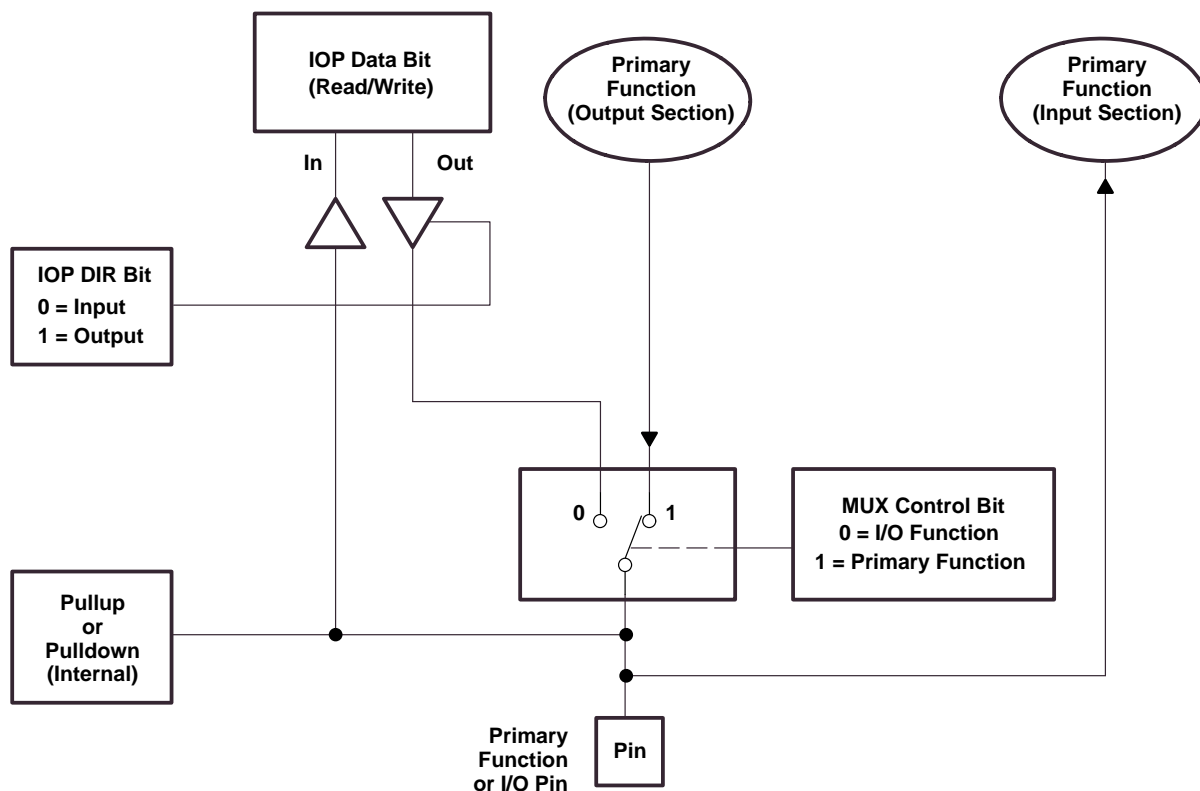 IOP Data Bit
(Read/Write)
Primary
Function
(Output Section)
Primary
Function
(Input Section)
In
Out
IOP DIR Bit
0 = Input
1 = Output
0
1
MUX Control Bit
0 = I/O Function
1 = Primary Function
Pullup
or
Pulldown
(Internal)
Primary
Function
or I/O Pin
Pin